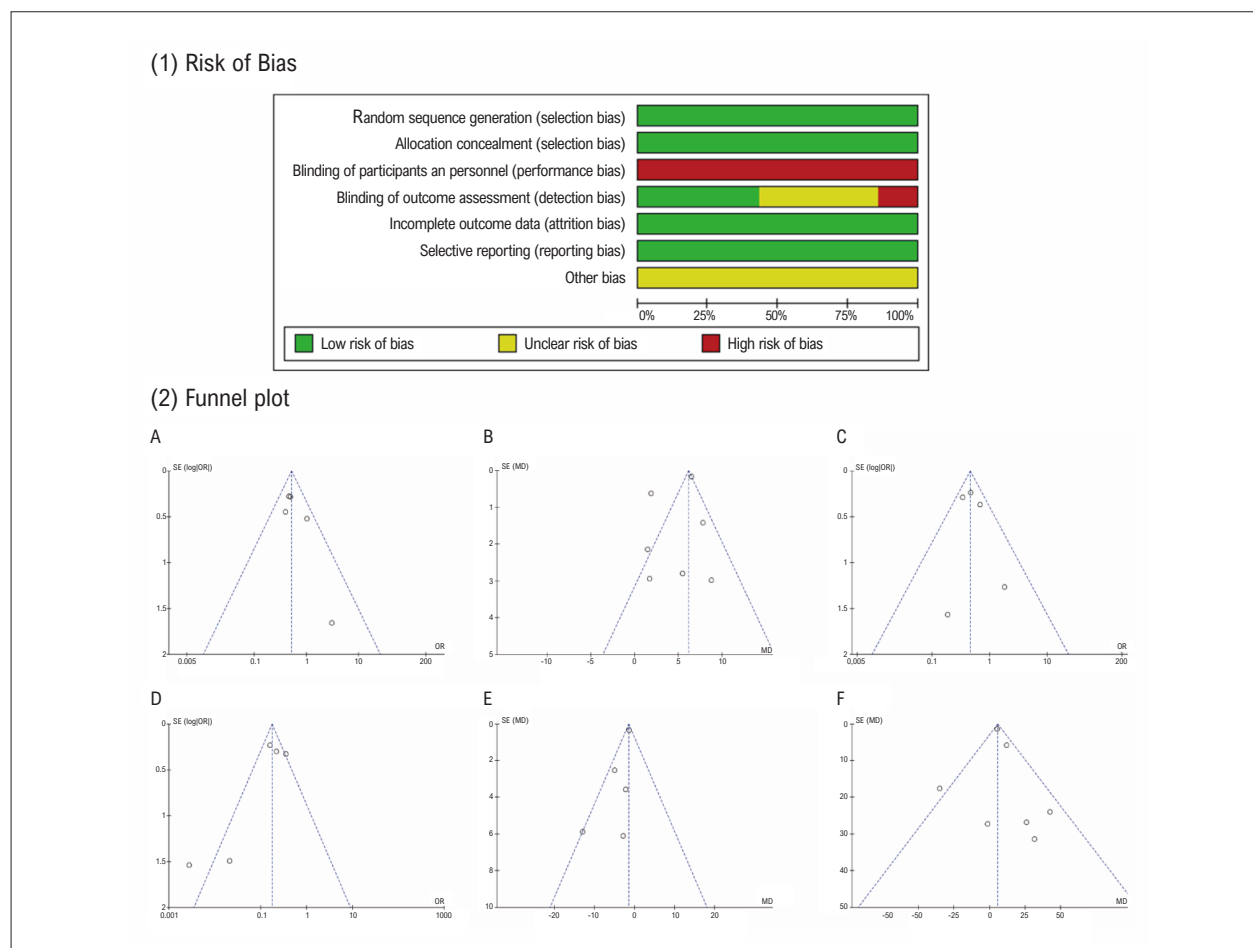 (1) Risk of Bias
Random sequence generation (selection bias)
Allocation concealment (selection bias)
Blinding of participants an personnel (performance bias)
Blinding of outcome assessment (detection bias)
Incomplete outcome data (attrition bias)
Selective reporting (reporting bias)
Other bias
0% 25% 50% 75% 100%
Low risk of bias Unclear risk of bias High risk of bias
(2) Funnel plot
A
SE (log|OR|)
0
0.5
1
1.5
2
0.005 0.1 1 10 200
OR
B
SE (MD)
0
1
2
3
4
5
-10 -5 0 5 10
MD
C
SE (log|OR|)
0
0.5
1
1.5
2
0,005 0.1 1 10 200
OR
D
SE (log|OR|)
0
0.5
1
1.5
2
0.001 0.1 1 10 1000
OR
E
SE (MD)
0
2
4
6
8
10
-20 -10 0 10 20
MD
F
SE (MD)
0
10
20
30
40
50
-50 -25 0 25 50
MD